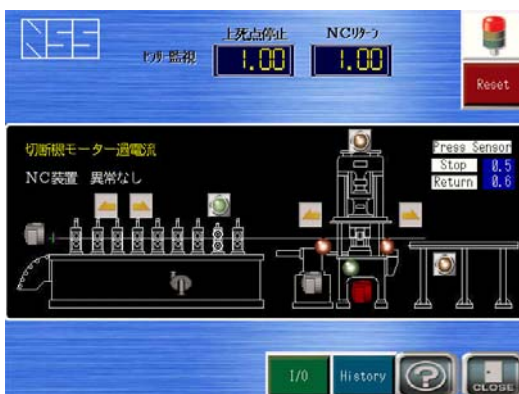 NSS
上死点停止
NCリターン
センサー監視
1.00
1.00
Reset
切断機モーター過電流
NC装置 異常なし
Press Sensor
Stop 0.5
Return 0.6
I/O
History
?
CLOSE